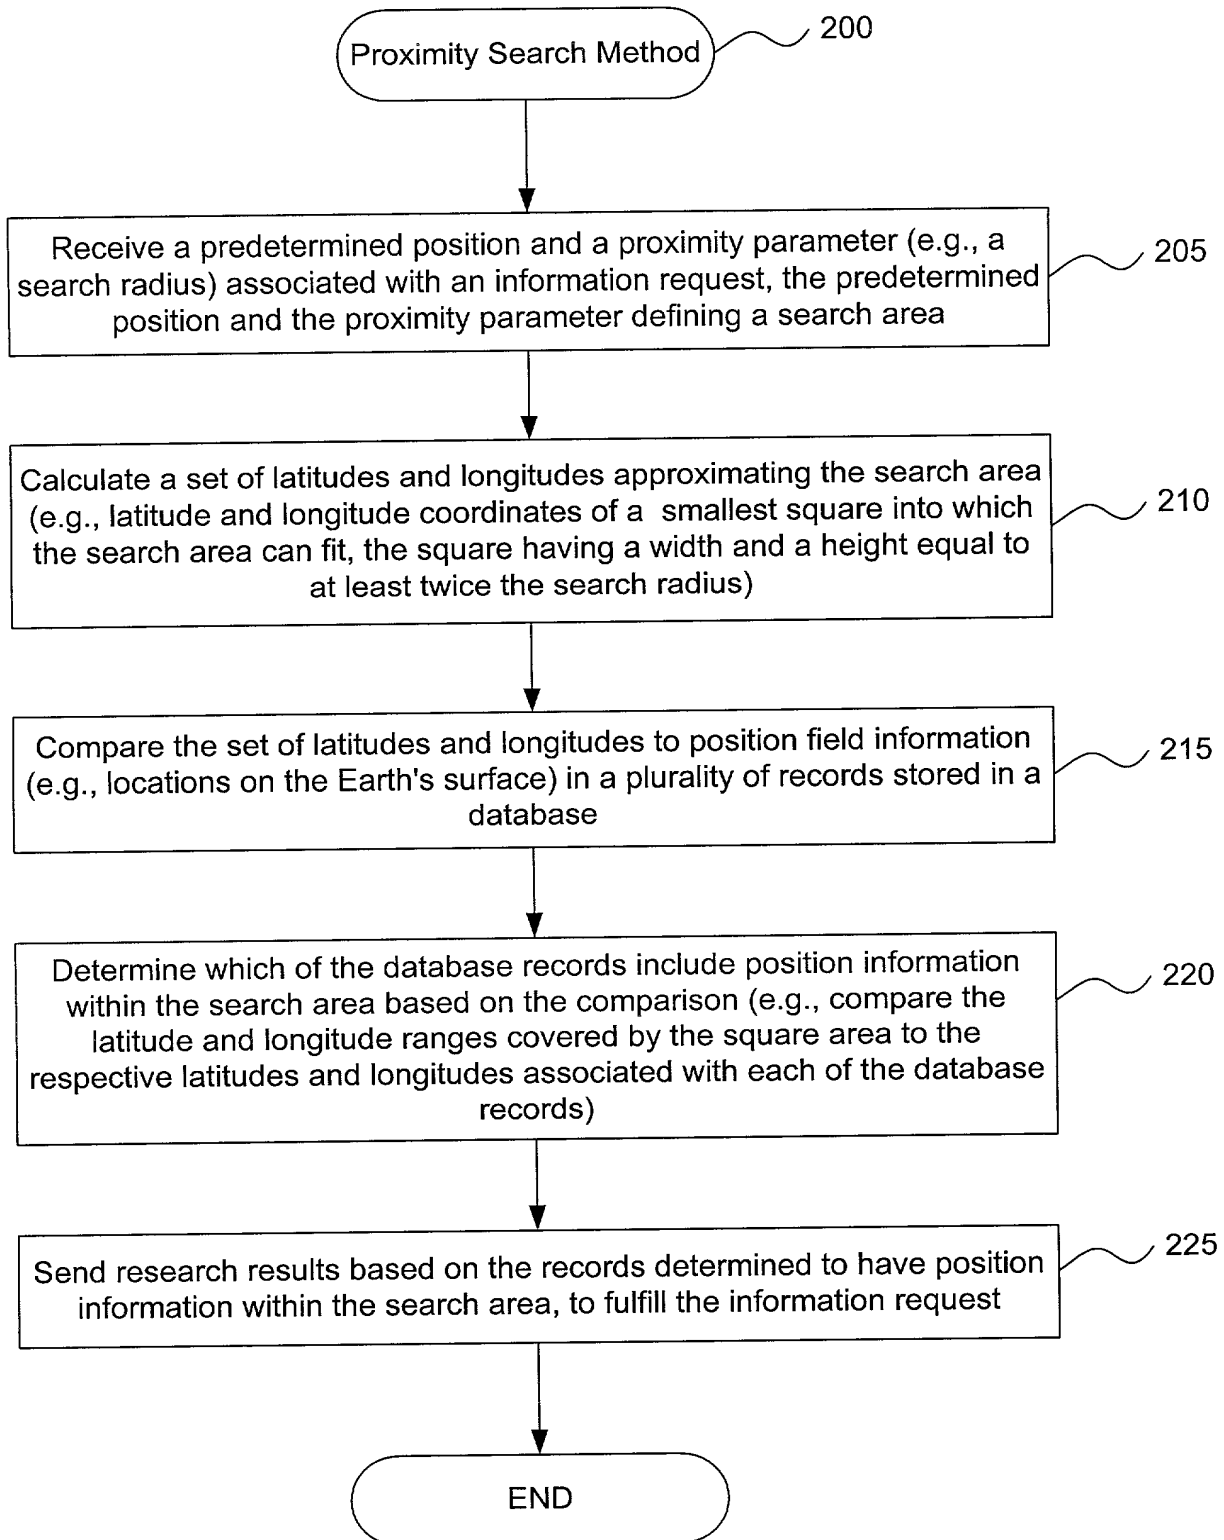 Proximity Search Method
200
Receive a predetermined position and a proximity parameter (e.g., a
search radius) associated with an information request, the predetermined
position and the proximity parameter defining a search area
205
Calculate a set of latitudes and longitudes approximating the search area
(e.g., latitude and longitude coordinates of a smallest square into which
the search area can fit, the square having a width and a height equal to
at least twice the search radius)
210
Compare the set of latitudes and longitudes to position field information
(e.g., locations on the Earth's surface) in a plurality of records stored in a
database
215
Determine which of the database records include position information
within the search area based on the comparison (e.g., compare the
latitude and longitude ranges covered by the square area to the
respective latitudes and longitudes associated with each of the database
records)
220
Send research results based on the records determined to have position
information within the search area, to fulfill the information request
225
END